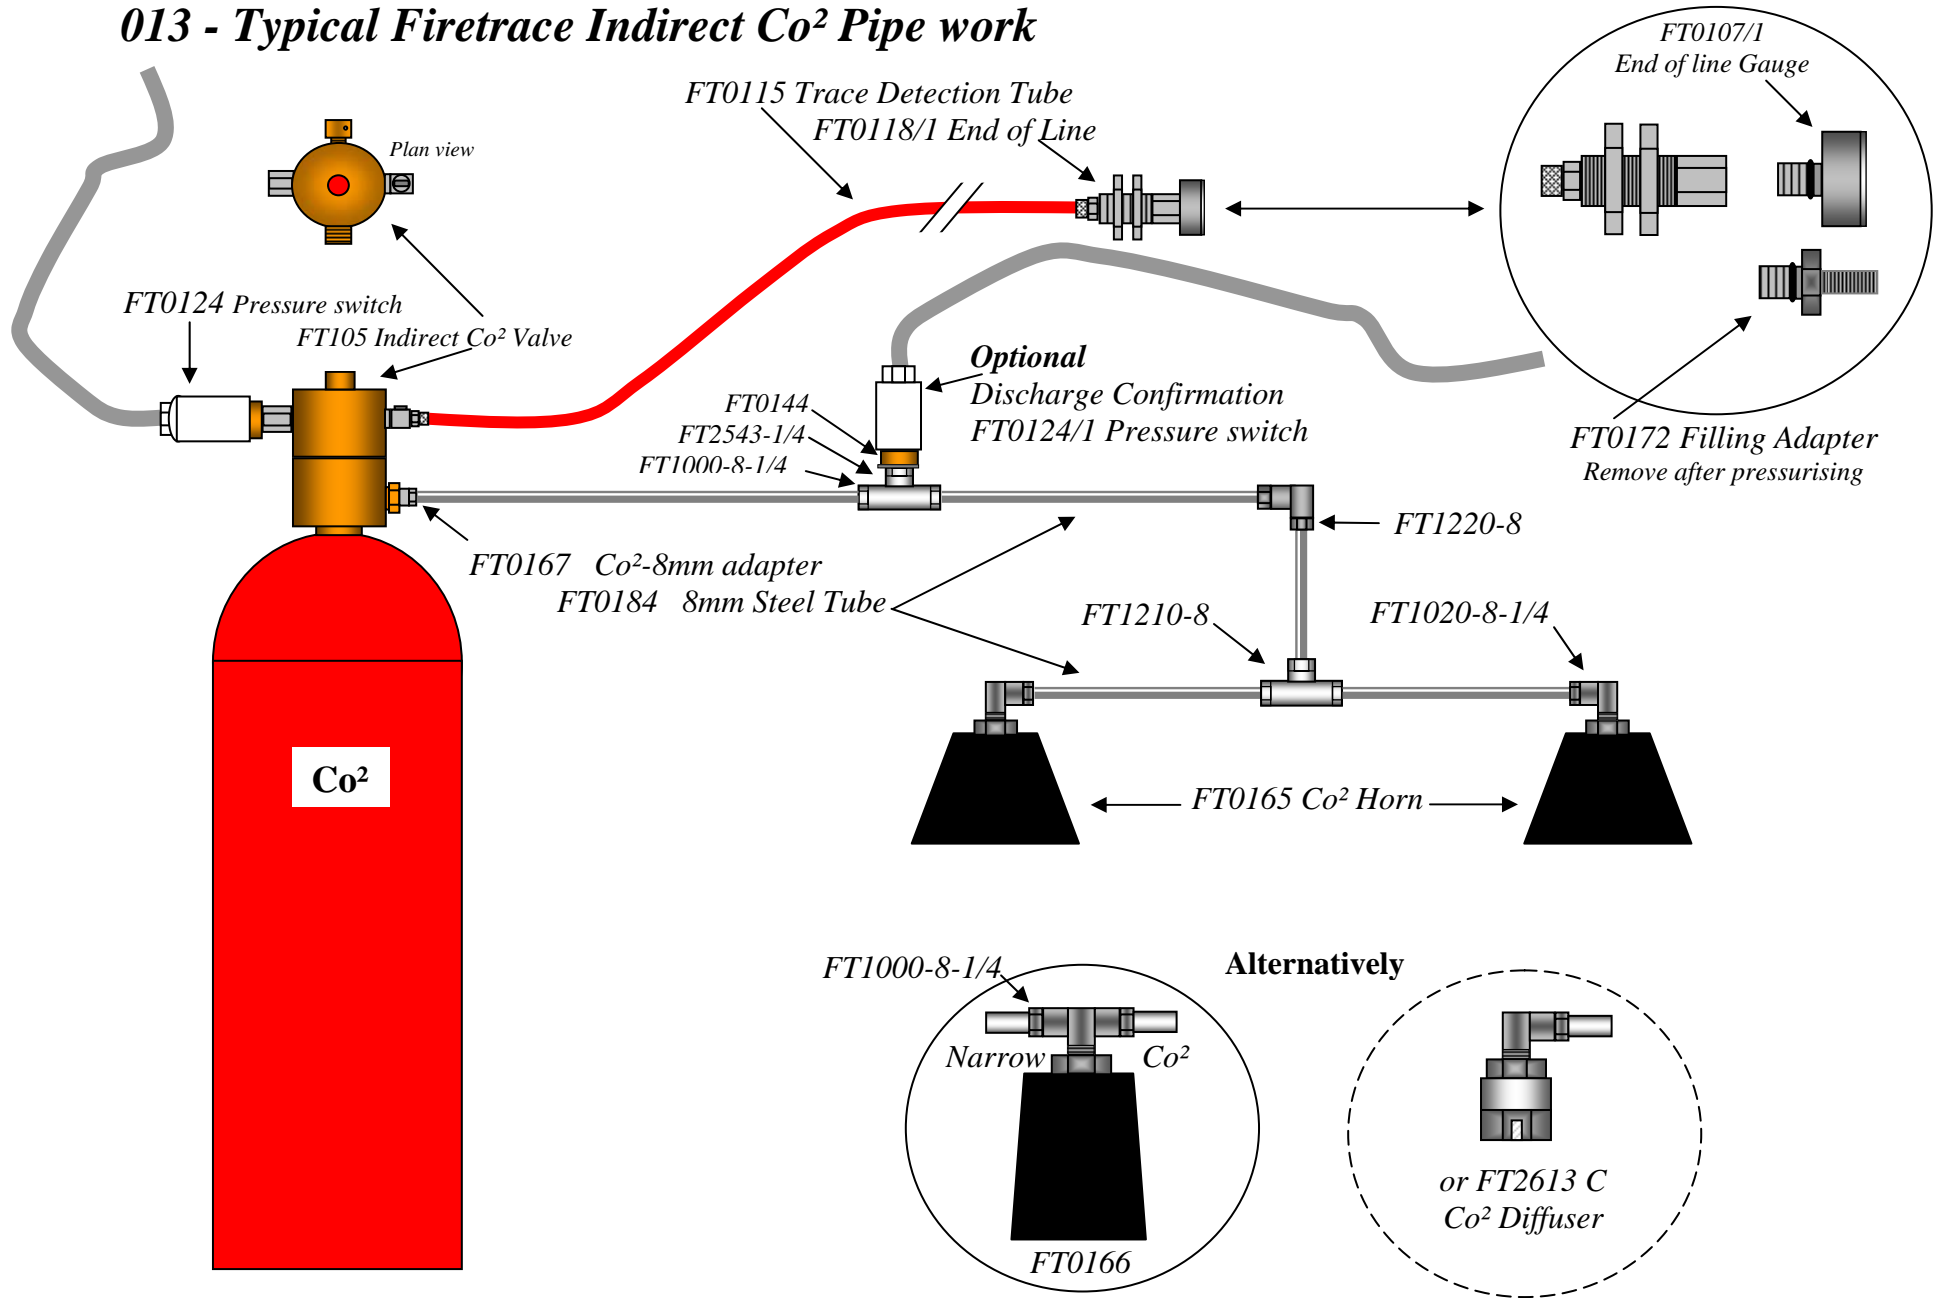 013 - Typical Firetrace Indirect Co² Pipe work
FT0107/1
End of line Gauge
FT0115 Trace Detection Tube
FT0118/1 End of Line
Plan view
FT0124 Pressure switch
FT105 Indirect Co² Valve
Optional
Discharge Confirmation
FT0124/1 Pressure switch
FT0144
FT2543-1/4
FT1000-8-1/4
FT0172 Filling Adapter
Remove after pressurising
FT1220-8
FT0167 Co²-8mm adapter
FT0184 8mm Steel Tube
FT1210-8
FT1020-8-1/4
Co²
FT0165 Co² Horn
Alternatively
FT1000-8-1/4
Narrow Co²
FT0166
or FT2613 C
Co² Diffuser